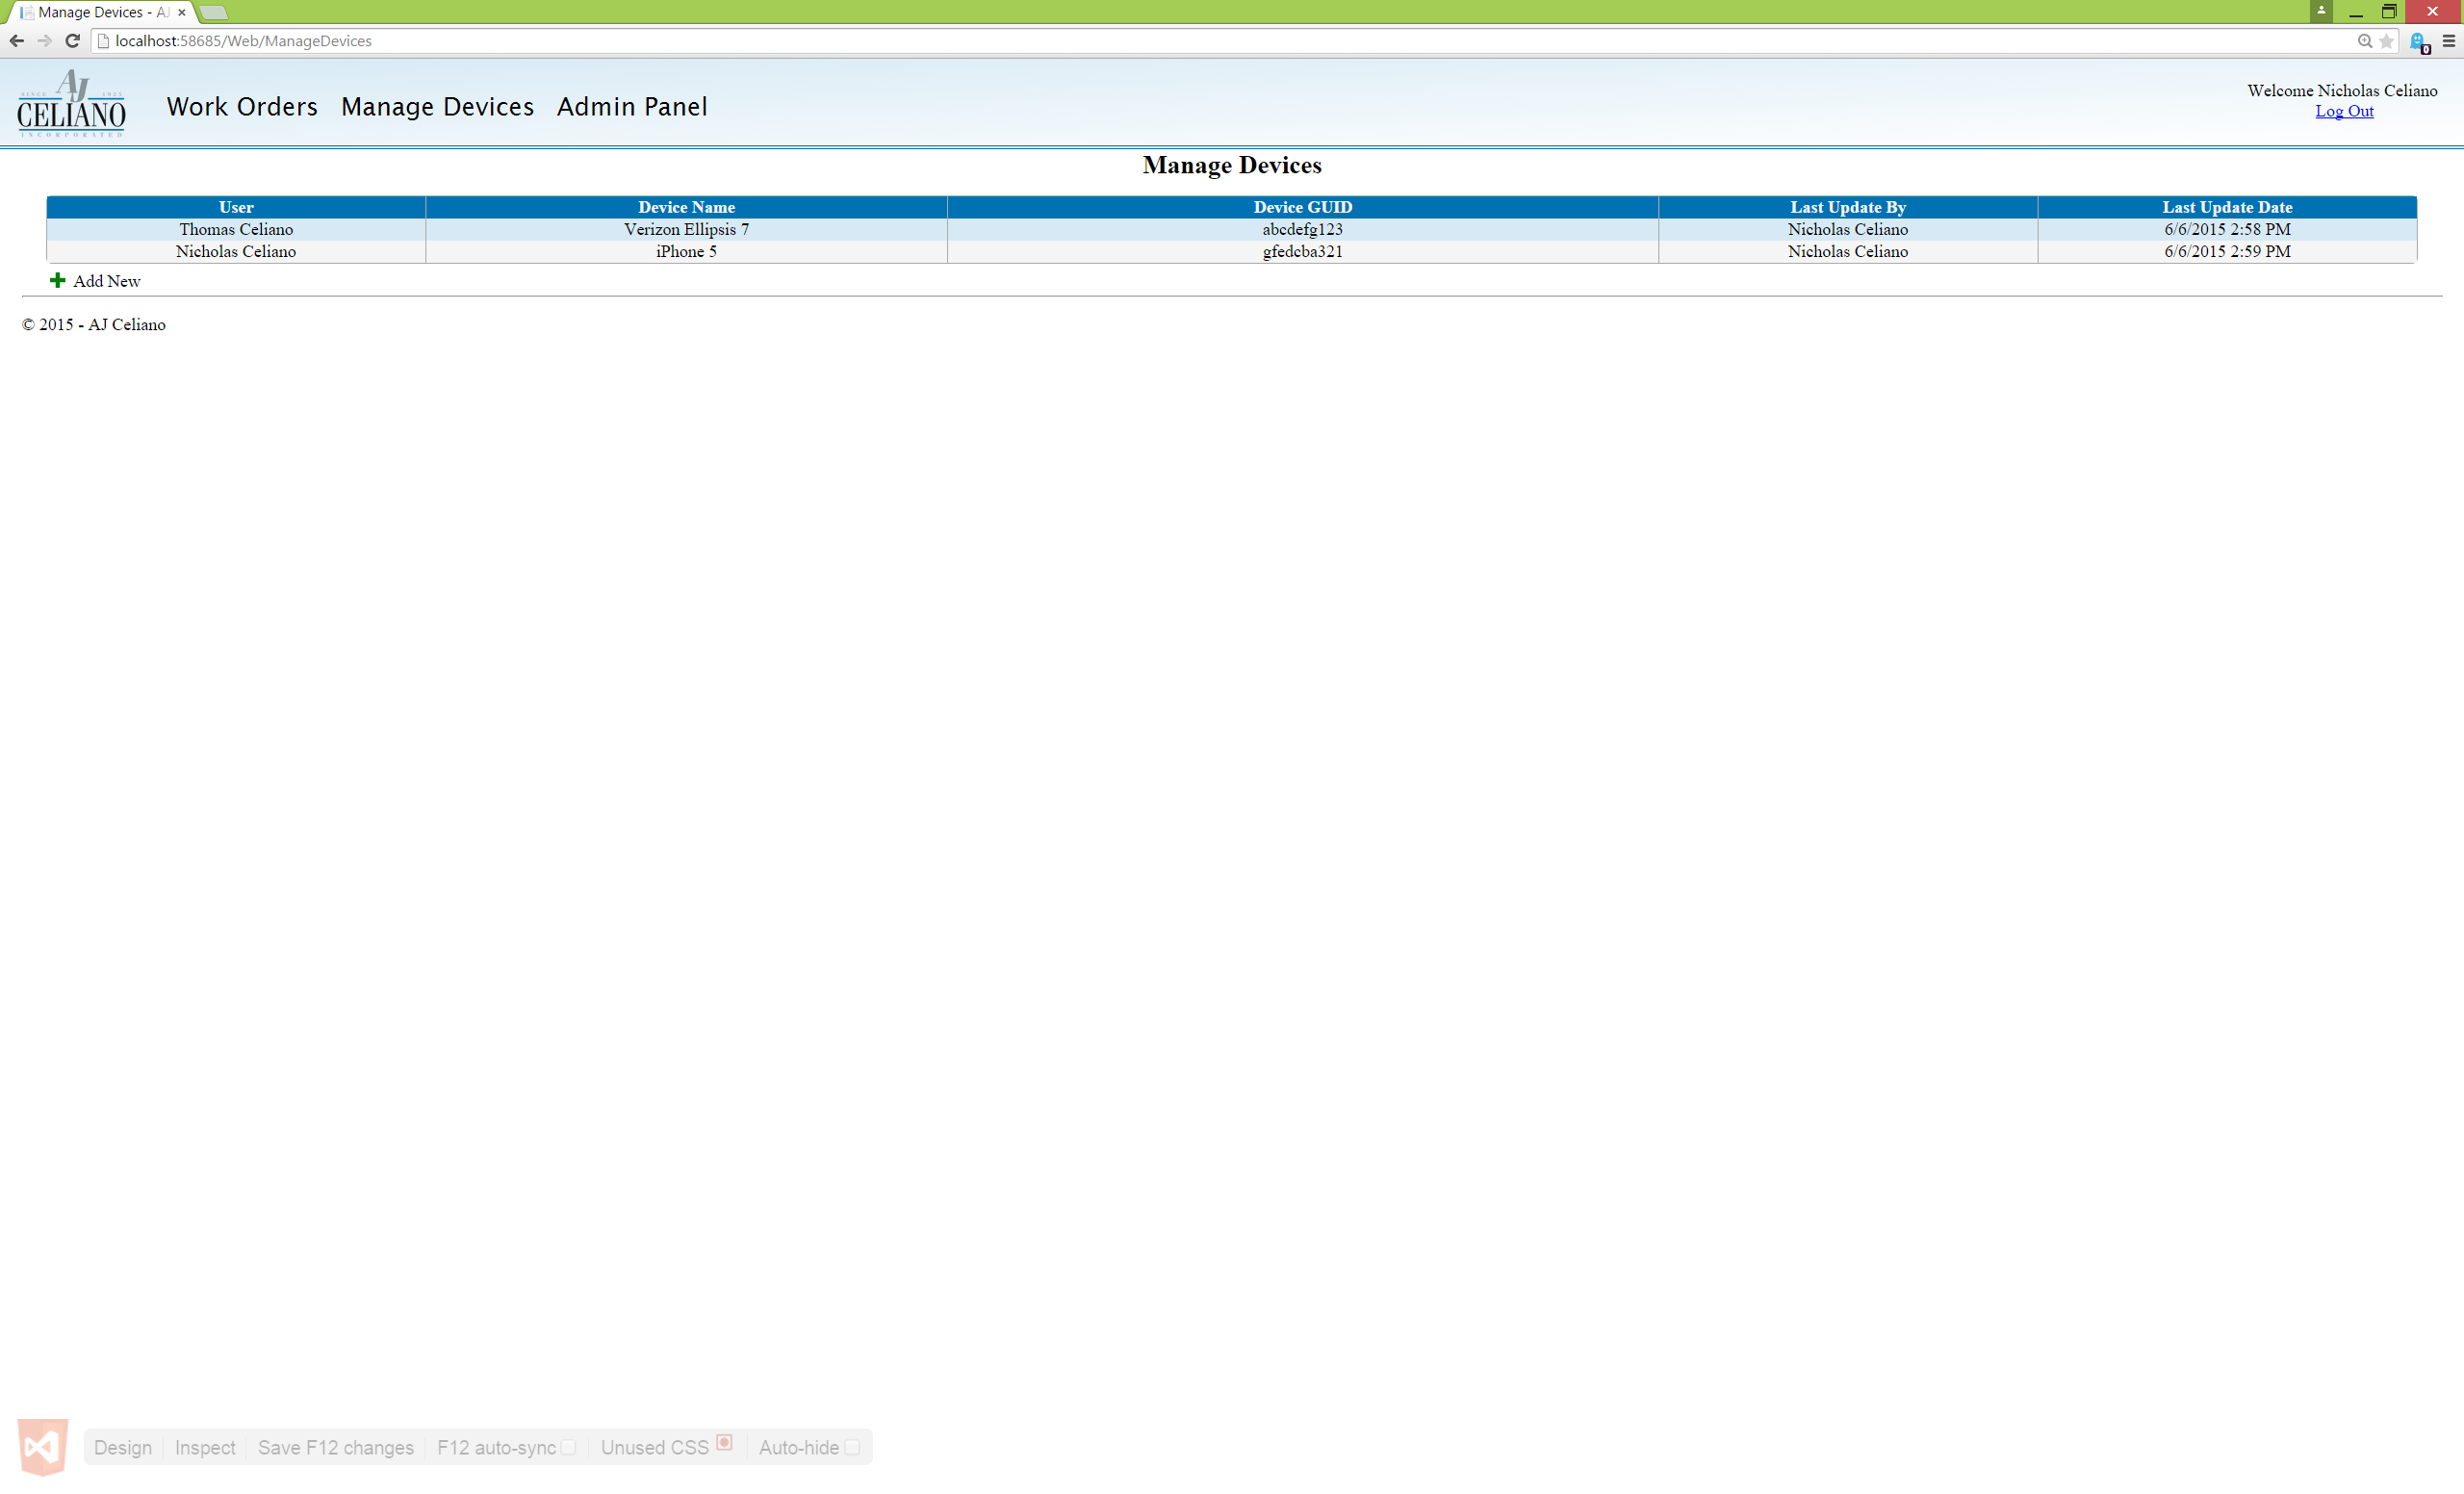 Manage Devices - AJ
localhost:58685/Web/ManageDevices
0
AJ
SINCE 1925
CELIANO
INCORPORATED
Work Orders Manage Devices Admin Panel
Welcome Nicholas Celiano
Log Out
Manage Devices
User Device Name Device GUID Last Update By Last Update Date
Thomas Celiano Verizon Ellipsis 7 abcdefg123 Nicholas Celiano 6/6/2015 2:58 PM
Nicholas Celiano iPhone 5 gfedcba321 Nicholas Celiano 6/6/2015 2:59 PM
Add New
© 2015 - AJ Celiano
Design Inspect Save F12 changes F12 auto-sync Unused CSS Auto-hide